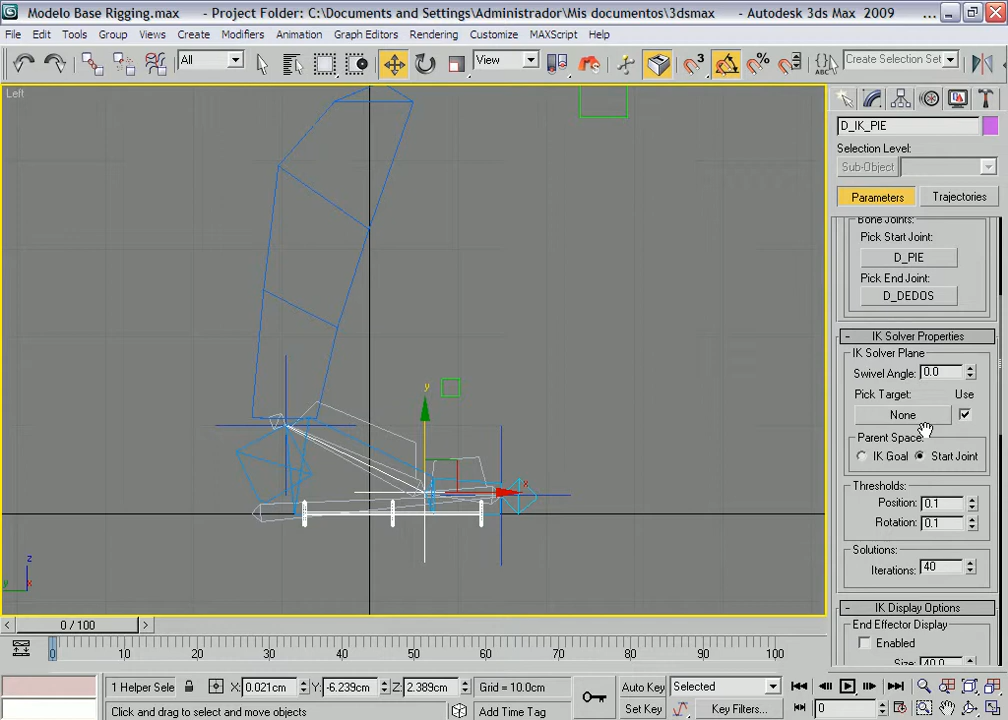 Modelo Base Rigging.max - Project Folder: C:\Documents and Settings\Administrador\Mis documentos\3dsmax - Autodesk 3ds Max 2009 ...
File Edit Tools Group Views Create Modifiers Animation Graph Editors Rendering Customize MAXScript Help
All View 3 % ABC Create Selection Set
Left
D_IK_PIE
Selection Level:
Sub-Object
Parameters Trajectories
Bone Joints:
Pick Start Joint:
D_PIE
Pick End Joint:
D_DEDOS
- IK Solver Properties
IK Solver Plane
Swivel Angle: 0.0
Pick Target: Use
None
Parent Space:
IK Goal Start Joint
Thresholds:
Position: 0.1
Rotation: 0.1
Solutions:
Iterations: 40
- IK Display Options
End Effector Display
Enabled
Size: 40.0
y
x
z
y
x
< 0 / 100 >
0 10 20 30 40 50 60 70 80 90 100
1 Helper Sele X: 0.021cm Y: -6.239cm Z: 2.389cm Grid = 10.0cm Auto Key Selected
Click and drag to select and move objects Add Time Tag Set Key Key Filters... 0